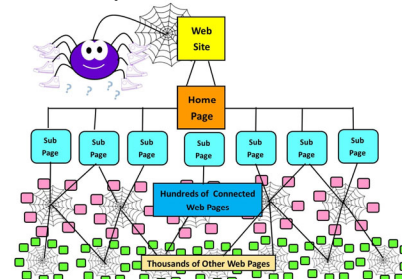 Web
Site
? ? ? ?
Home
Page
Sub
Page
Sub
Page
Sub
Page
Sub
Page
Sub
Page
Sub
Page
Sub
Page
Hundreds of Connected
Web Pages
Thousands of Other Web Pages